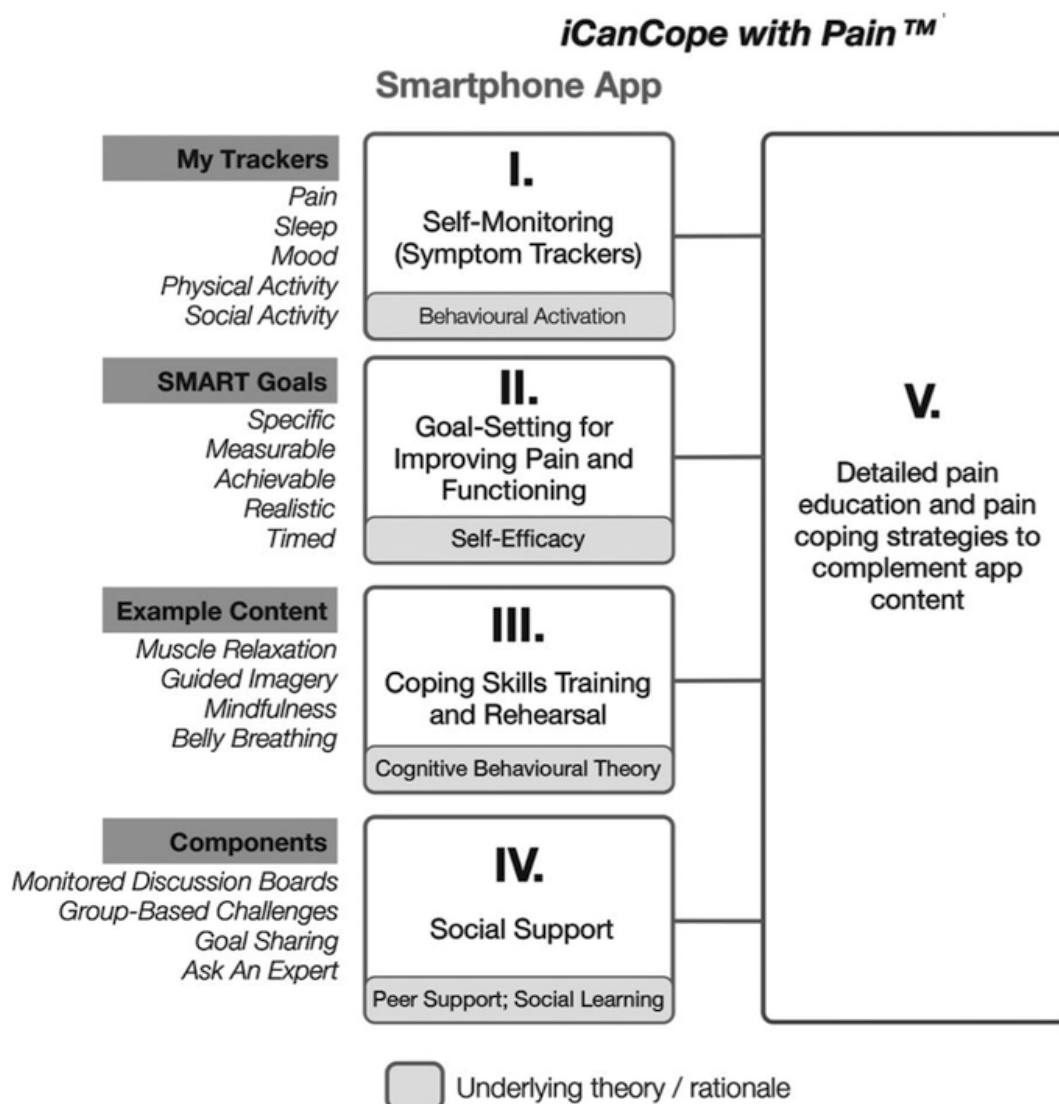 iCanCope with Pain™
Smartphone App
My Trackers
Pain
Sleep
Mood
Physical Activity
Social Activity
I.
Self-Monitoring
(Symptom Trackers)
Behavioural Activation
SMART Goals
Specific
Measurable
Achievable
Realistic
Timed
II.
Goal-Setting for
Improving Pain and
Functioning
Self-Efficacy
Example Content
Muscle Relaxation
Guided Imagery
Mindfulness
Belly Breathing
III.
Coping Skills Training
and Rehearsal
Cognitive Behavioural Theory
Components
Monitored Discussion Boards
Group-Based Challenges
Goal Sharing
Ask An Expert
IV.
Social Support
Peer Support; Social Learning
V.
Detailed pain
education and pain
coping strategies to
complement app
content
Underlying theory / rationale